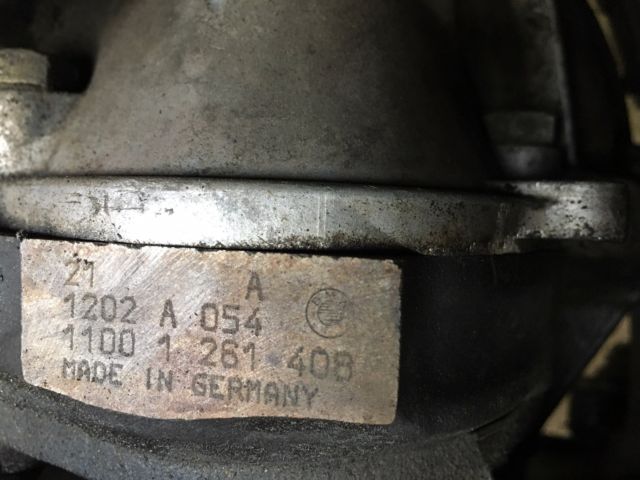 21 A
1202 A 054
1100 1 261 408
MADE IN GERMANY